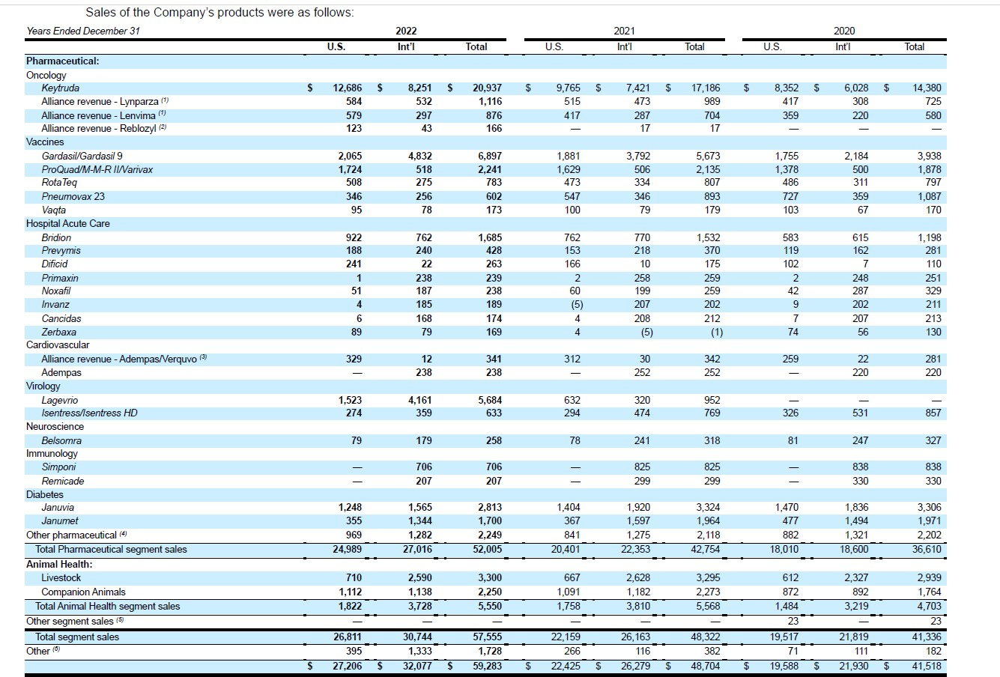 Sales of the Company's products were as follows:
Years Ended December 31 2022 2021 2020
U.S. Int'l Total U.S. Int'l Total U.S. Int'l Total
Pharmaceutical:
Oncology
Keytruda $ 12,686 $ 8,251 $ 20,937 $ 9,765 $ 7,421 $ 17,186 $ 8,352 $ 6,028 $ 14,380
Alliance revenue - Lynparza (1) 584 532 1,116 515 473 989 417 308 725
Alliance revenue - Lenvima (1) 579 297 876 417 287 704 359 220 580
Alliance revenue - Reblozyl (2) 123 43 166 — 17 17 — — —
Vaccines
Gardasil/Gardasil 9 2,065 4,832 6,897 1,881 3,792 5,673 1,755 2,184 3,938
ProQuad/M-M-R II/Varivax 1,724 518 2,241 1,629 506 2,135 1,378 500 1,878
RotaTeq 508 275 783 473 334 807 486 311 797
Pneumovax 23 346 256 602 547 346 893 727 359 1,087
Vaqta 95 78 173 100 79 179 103 67 170
Hospital Acute Care
Bridion 922 762 1,685 762 770 1,532 583 615 1,198
Prevymis 188 240 428 153 218 370 119 162 281
Dificid 241 22 263 166 10 175 102 7 110
Primaxin 1 238 239 2 258 259 2 248 251
Noxafil 51 187 238 60 199 259 42 287 329
Invanz 4 185 189 (5) 207 202 9 202 211
Cancidas 6 168 174 4 208 212 7 207 213
Zerbaxa 89 79 169 4 (5) (1) 74 56 130
Cardiovascular
Alliance revenue - Adempas/Verquvo (3) 329 12 341 312 30 342 259 22 281
Adempas — 238 238 — 252 252 — 220 220
Virology
Lagevrio 1,523 4,161 5,684 632 320 952 — — —
Isentress/Isentress HD 274 359 633 294 474 769 326 531 857
Neuroscience
Belsomra 79 179 258 78 241 318 81 247 327
Immunology
Simponi — 706 706 — 825 825 — 838 838
Remicade — 207 207 — 299 299 — 330 330
Diabetes
Januvia 1,248 1,565 2,813 1,404 1,920 3,324 1,470 1,836 3,306
Janumet 355 1,344 1,700 367 1,597 1,964 477 1,494 1,971
Other pharmaceutical (4) 969 1,282 2,249 841 1,275 2,118 882 1,321 2,202
Total Pharmaceutical segment sales 24,989 27,016 52,005 20,401 22,353 42,754 18,010 18,600 36,610
Animal Health:
Livestock 710 2,590 3,300 667 2,628 3,295 612 2,327 2,939
Companion Animals 1,112 1,138 2,250 1,091 1,182 2,273 872 892 1,764
Total Animal Health segment sales 1,822 3,728 5,550 1,758 3,810 5,568 1,484 3,219 4,703
Other segment sales (5) — — — — — — 23 — 23
Total segment sales 26,811 30,744 57,555 22,159 26,163 48,322 19,517 21,819 41,336
Other (6) 395 1,333 1,728 266 116 382 71 111 182
$ 27,206 $ 32,077 $ 59,283 $ 22,425 $ 26,279 $ 48,704 $ 19,588 $ 21,930 $ 41,518